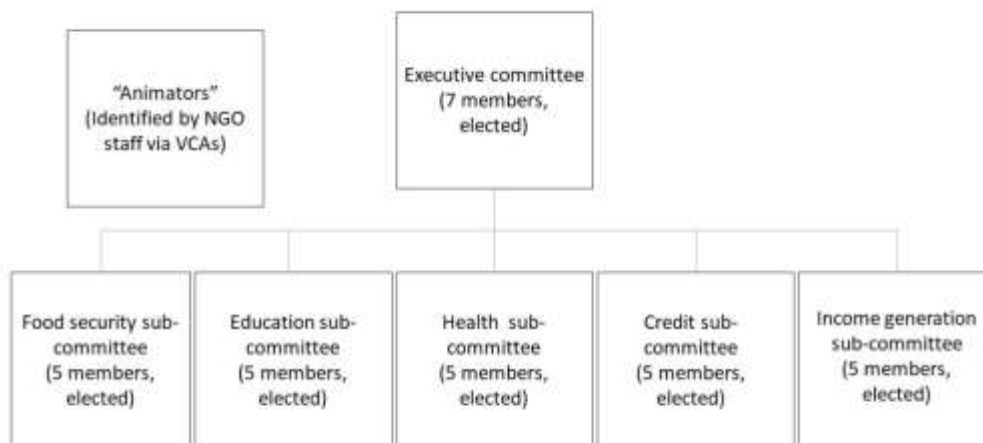 “Animators”
(Identified by NGO
staff via VCAs)
Executive committee
(7 members,
elected)
Food security sub-
committee
(5 members,
elected)
Education sub-
committee
(5 members,
elected)
Health sub-
committee
(5 members,
elected)
Credit sub-
committee
(5 members,
elected)
Income generation
sub-committee
(5 members,
elected)